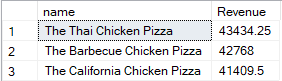 name Revenue
1 The Thai Chicken Pizza 43434.25
2 The Barbecue Chicken Pizza 42768
3 The California Chicken Pizza 41409.5